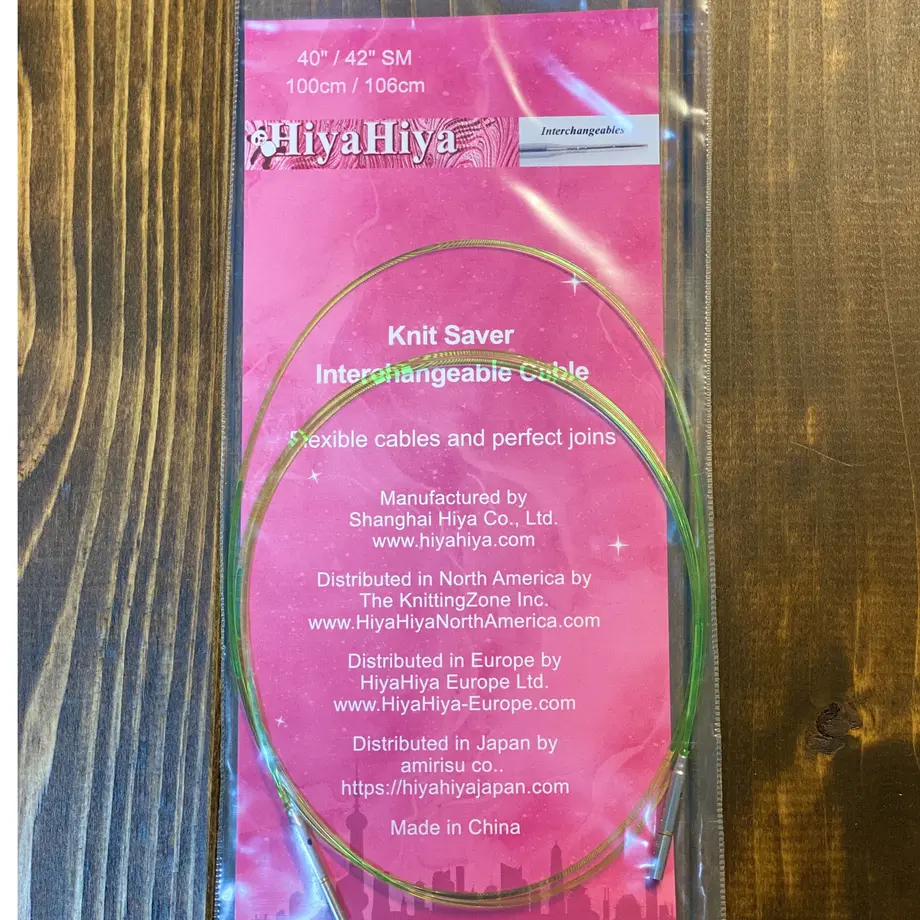 40" / 42" SM
100cm / 106cm
HiyaHiya
Interchangeables
Knit Saver
Interchangeable Cable
Flexible cables and perfect joins
Manufactured by
Shanghai Hiya Co., Ltd.
www.hiyahiya.com
Distributed in North America by
The KnittingZone Inc.
www.HiyaHiyaNorthAmerica.com
Distributed in Europe by
HiyaHiya Europe Ltd.
www.HiyaHiya-Europe.com
Distributed in Japan by
amirisu co..
https://hiyahiyajapan.com
Made in China